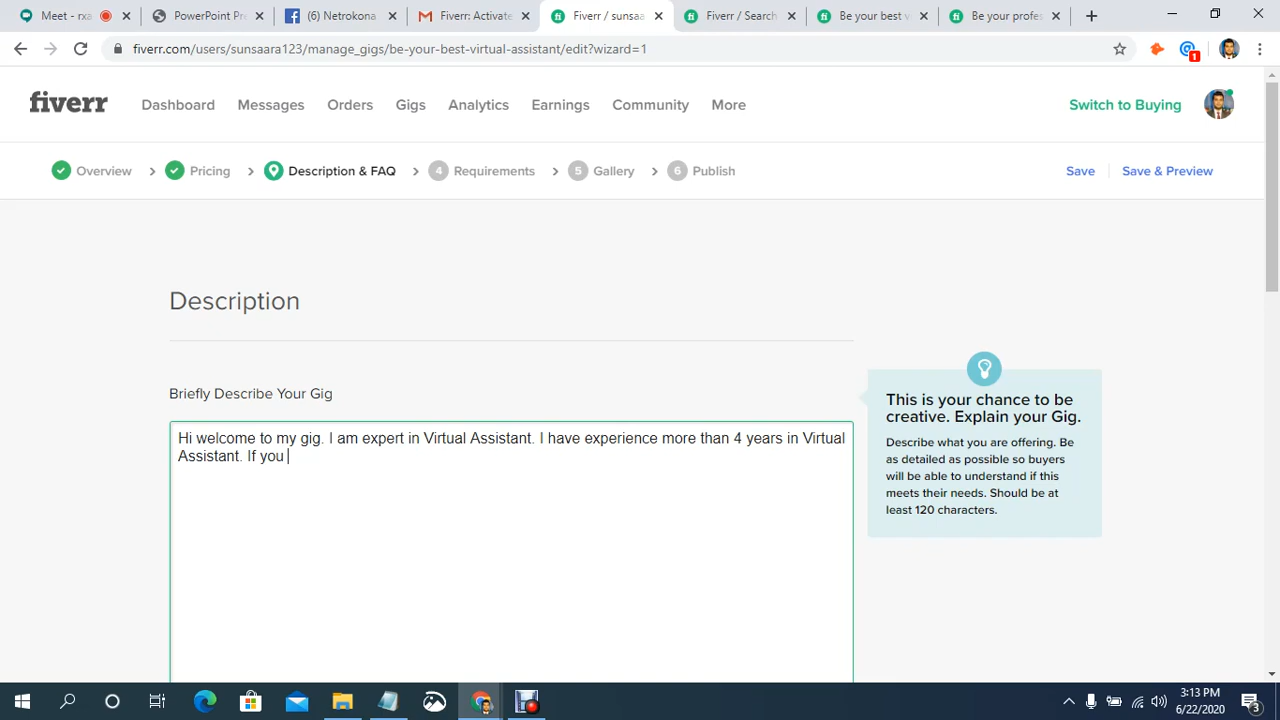 Meet - rxa
PowerPoint Pre
(6) Netrokona
Fiverr: Activate
Fiverr / sunsaa
Fiverr / Search
Be your best v
Be your profes
fiverr.com/users/sunsaara123/manage_gigs/be-your-best-virtual-assistant/edit?wizard=1
1
fiverr
Dashboard Messages Orders Gigs Analytics Earnings Community More
Switch to Buying
Overview Pricing Description & FAQ 4 Requirements 5 Gallery 6 Publish
Save Save & Preview
Description
Briefly Describe Your Gig
Hi welcome to my gig. I am expert in Virtual Assistant. I have experience more than 4 years in Virtual
Assistant. If you
This is your chance to be
creative. Explain your Gig.
Describe what you are offering. Be
as detailed as possible so buyers
will be able to understand if this
meets their needs. Should be at
least 120 characters.
3:13 PM
6/22/2020
3